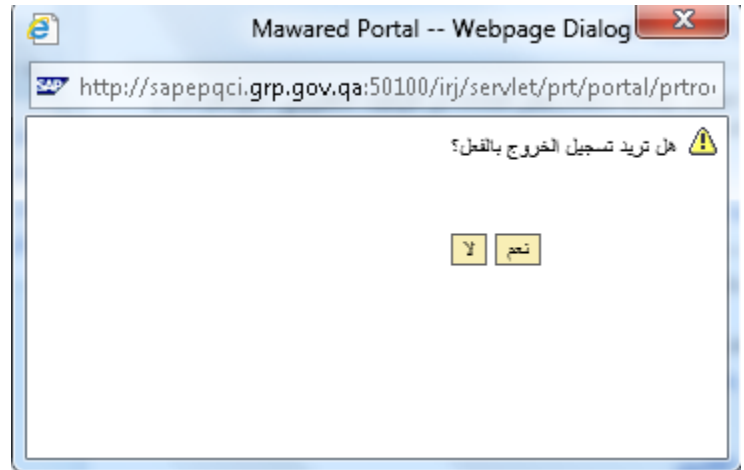 Mawared Portal -- Webpage Dialog
X
SAP http://sapepqci.grp.gov.qa:50100/irj/servlet/prt/portal/prtro
هل تريد تسجيل الخروج بالفعل؟
نعم لا